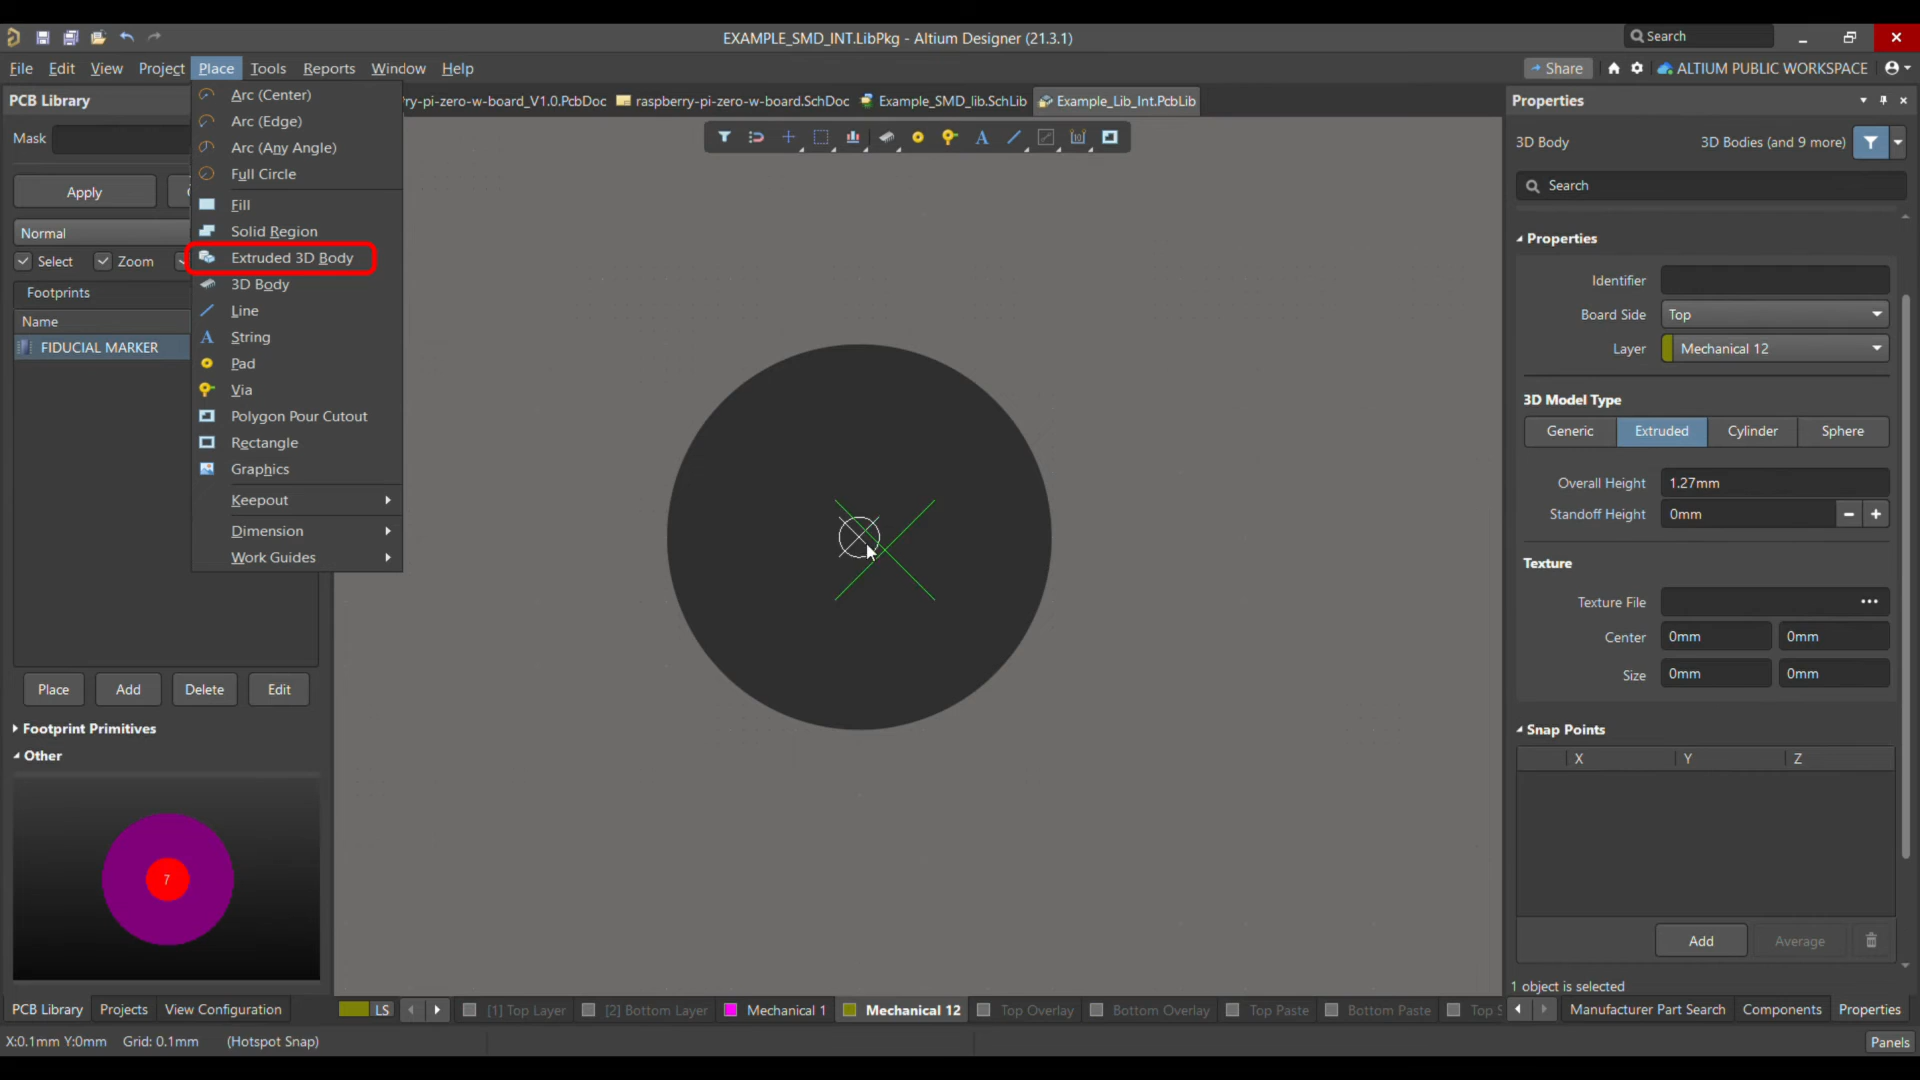 EXAMPLE_SMD_INT.LibPkg - Altium Designer (21.3.1)
Search
File Edit View Project Place Tools Reports Window Help
Share
ALTIUM PUBLIC WORKSPACE
PCB Library
ry-pi-zero-w-board_V1.0.PcbDoc raspberry-pi-zero-w-board.SchDoc Example_SMD_lib.SchLib Example_Lib_Int.PcbLib
Mask
Apply
Normal
Select Zoom
Footprints
Name
FIDUCIAL MARKER
Arc (Center)
Arc (Edge)
Arc (Any Angle)
Full Circle
Fill
Solid Region
Extruded 3D Body
3D Body
Line
String
Pad
Via
Polygon Pour Cutout
Rectangle
Graphics
Keepout
Dimension
Work Guides
Place Add Delete Edit
Footprint Primitives
Other
7
PCB Library Projects View Configuration
LS [1] Top Layer [2] Bottom Layer Mechanical 1 Mechanical 12 Top Overlay Bottom Overlay Top Paste Bottom Paste Top S
X:0.1mm Y:0mm Grid: 0.1mm (Hotspot Snap)
Properties
3D Body 3D Bodies (and 9 more)
Search
Properties
Identifier
Board Side Top
Layer Mechanical 12
3D Model Type
Generic Extruded Cylinder Sphere
Overall Height 1.27mm
Standoff Height 0mm
Texture
Texture File
Center 0mm 0mm
Size 0mm 0mm
Snap Points
X Y Z
Add Average
1 object is selected
Manufacturer Part Search Components Properties
Panels